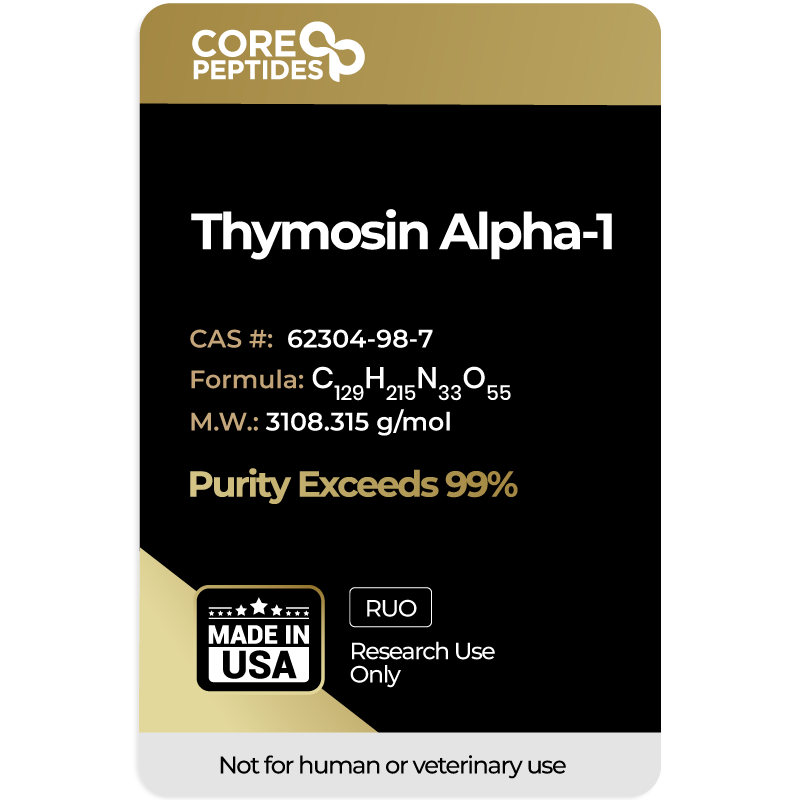 CORE
PEPTIDES
Thymosin Alpha-1
CAS #: 62304-98-7
Formula: C₁₂₉H₂₁₅N₃₃O₅₅
M.W.: 3108.315 g/mol
Purity Exceeds 99%
MADE IN
USA
RUO
Research Use
Only
Not for human or veterinary use